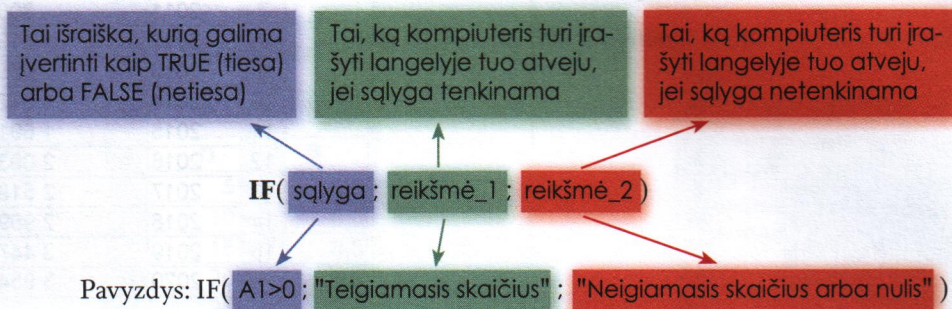 Tai išraiška, kurią galima
įvertinti kaip TRUE (tiesa)
arba FALSE (netiesa)
Tai, ką kompiuteris turi įra-
šyti langelyje tuo atveju,
jei sąlyga tenkinama
Tai, ką kompiuteris turi įra-
šyti langelyje tuo atveju,
jei sąlyga netenkinama
IF( sąlyga ; reikšmė_1 ; reikšmė_2 )
Pavyzdys: IF( A1>0 ; "Teigiamasis skaičius" ; "Neigiamasis skaičius arba nulis" )